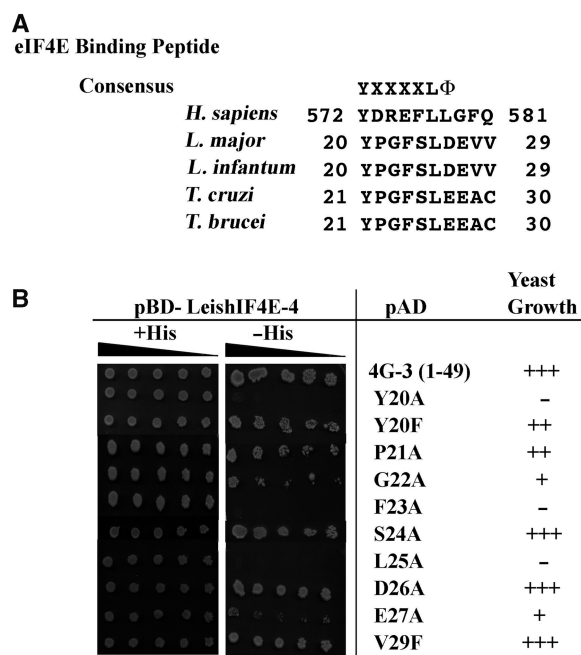 A
eIF4E Binding Peptide
Consensus YXXXXLΦ
H. sapiens 572 YDREFLLGFQ 581
L. major 20 YPGFSLDEVV 29
L. infantum 20 YPGFSLDEVV 29
T. cruzi 21 YPGFSLEEAC 30
T. brucei 21 YPGFSLEEAC 30
B
pBD- LeishIF4E-4 pAD Yeast Growth
+His –His
4G-3 (1-49) +++
Y20A –
Y20F ++
P21A ++
G22A +
F23A –
S24A +++
L25A –
D26A +++
E27A +
V29F +++